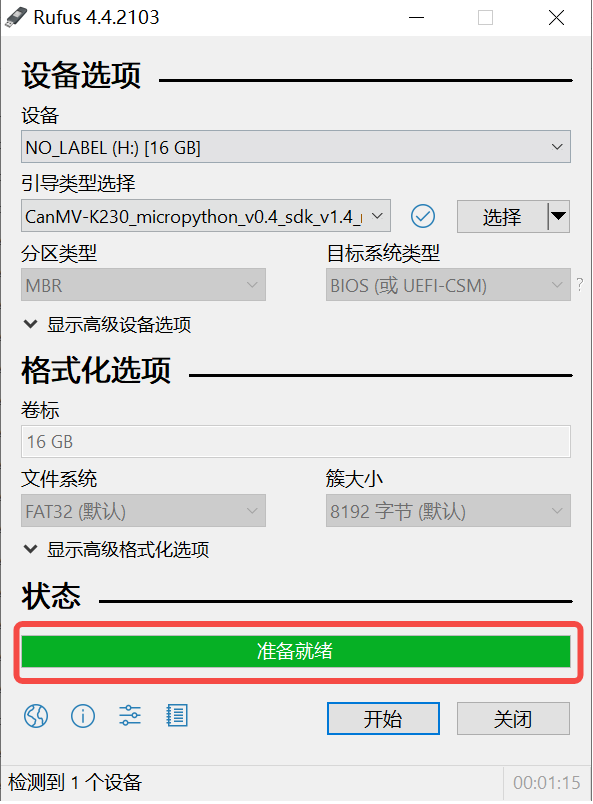 Rufus 4.4.2103
设备选项
设备
NO_LABEL (H:) [16 GB]
引导类型选择
CanMV-K230_micropython_v0.4_sdk_v1.4_
选择
分区类型
目标系统类型
MBR
BIOS (或 UEFI-CSM)
?
显示高级设备选项
格式化选项
卷标
16 GB
文件系统
簇大小
FAT32 (默认)
8192 字节 (默认)
显示高级格式化选项
状态
准备就绪
开始
关闭
检测到 1 个设备
00:01:15